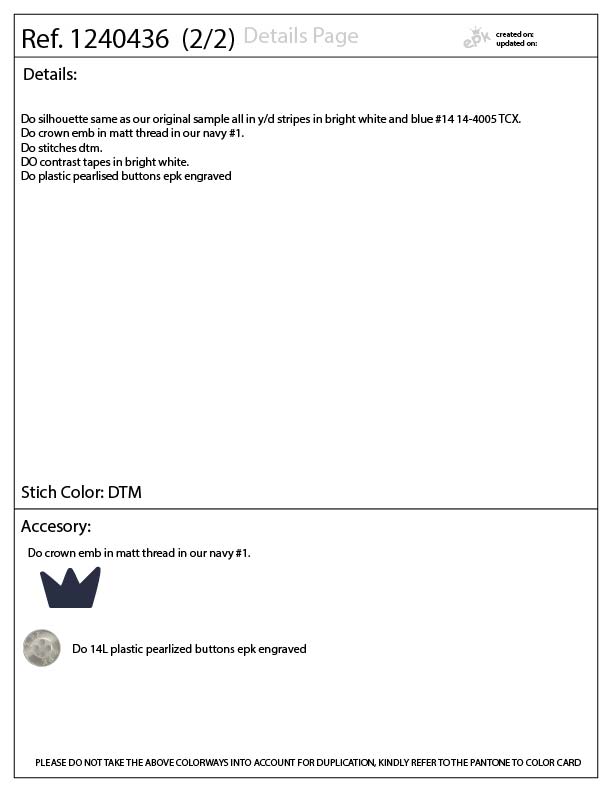 Ref. 1240436 (2/2) Details Page
epk
created on:
updated on:
Details:
Do silhouette same as our original sample all in y/d stripes in bright white and blue #14 14-4005 TCX.
Do crown emb in matt thread in our navy #1.
Do stitches dtm.
DO contrast tapes in bright white.
Do plastic pearlised buttons epk engraved
Stich Color: DTM
Accesory:
Do crown emb in matt thread in our navy #1.
Do 14L plastic pearlized buttons epk engraved
PLEASE DO NOT TAKE THE ABOVE COLORWAYS INTO ACCOUNT FOR DUPLICATION, KINDLY REFER TO THE PANTONE TO COLOR CARD